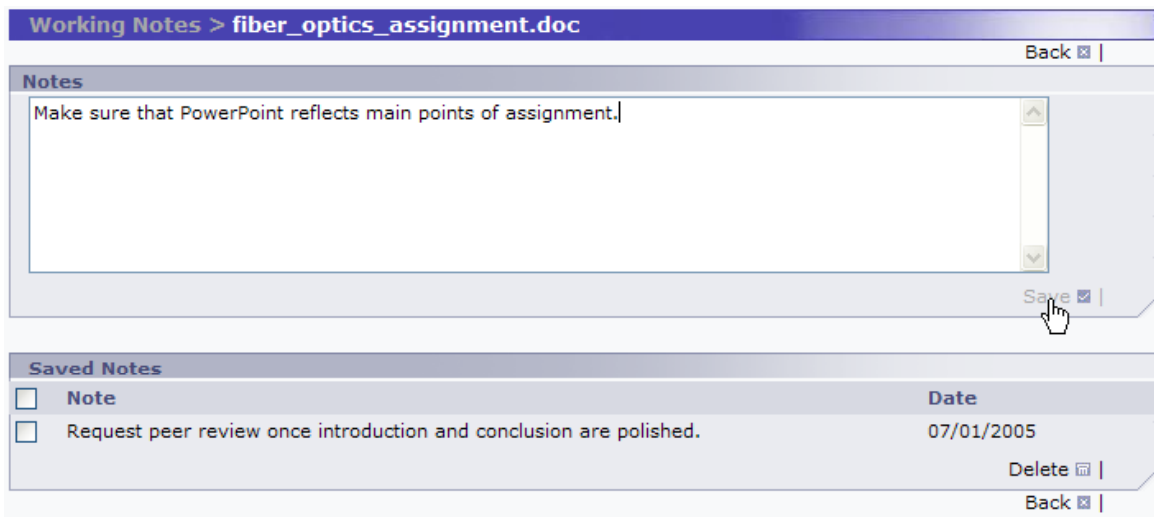 Working Notes > fiber_optics_assignment.doc
Back |
Notes
Make sure that PowerPoint reflects main points of assignment.
Save |
Saved Notes
Note Date
Request peer review once introduction and conclusion are polished. 07/01/2005
Delete |
Back |